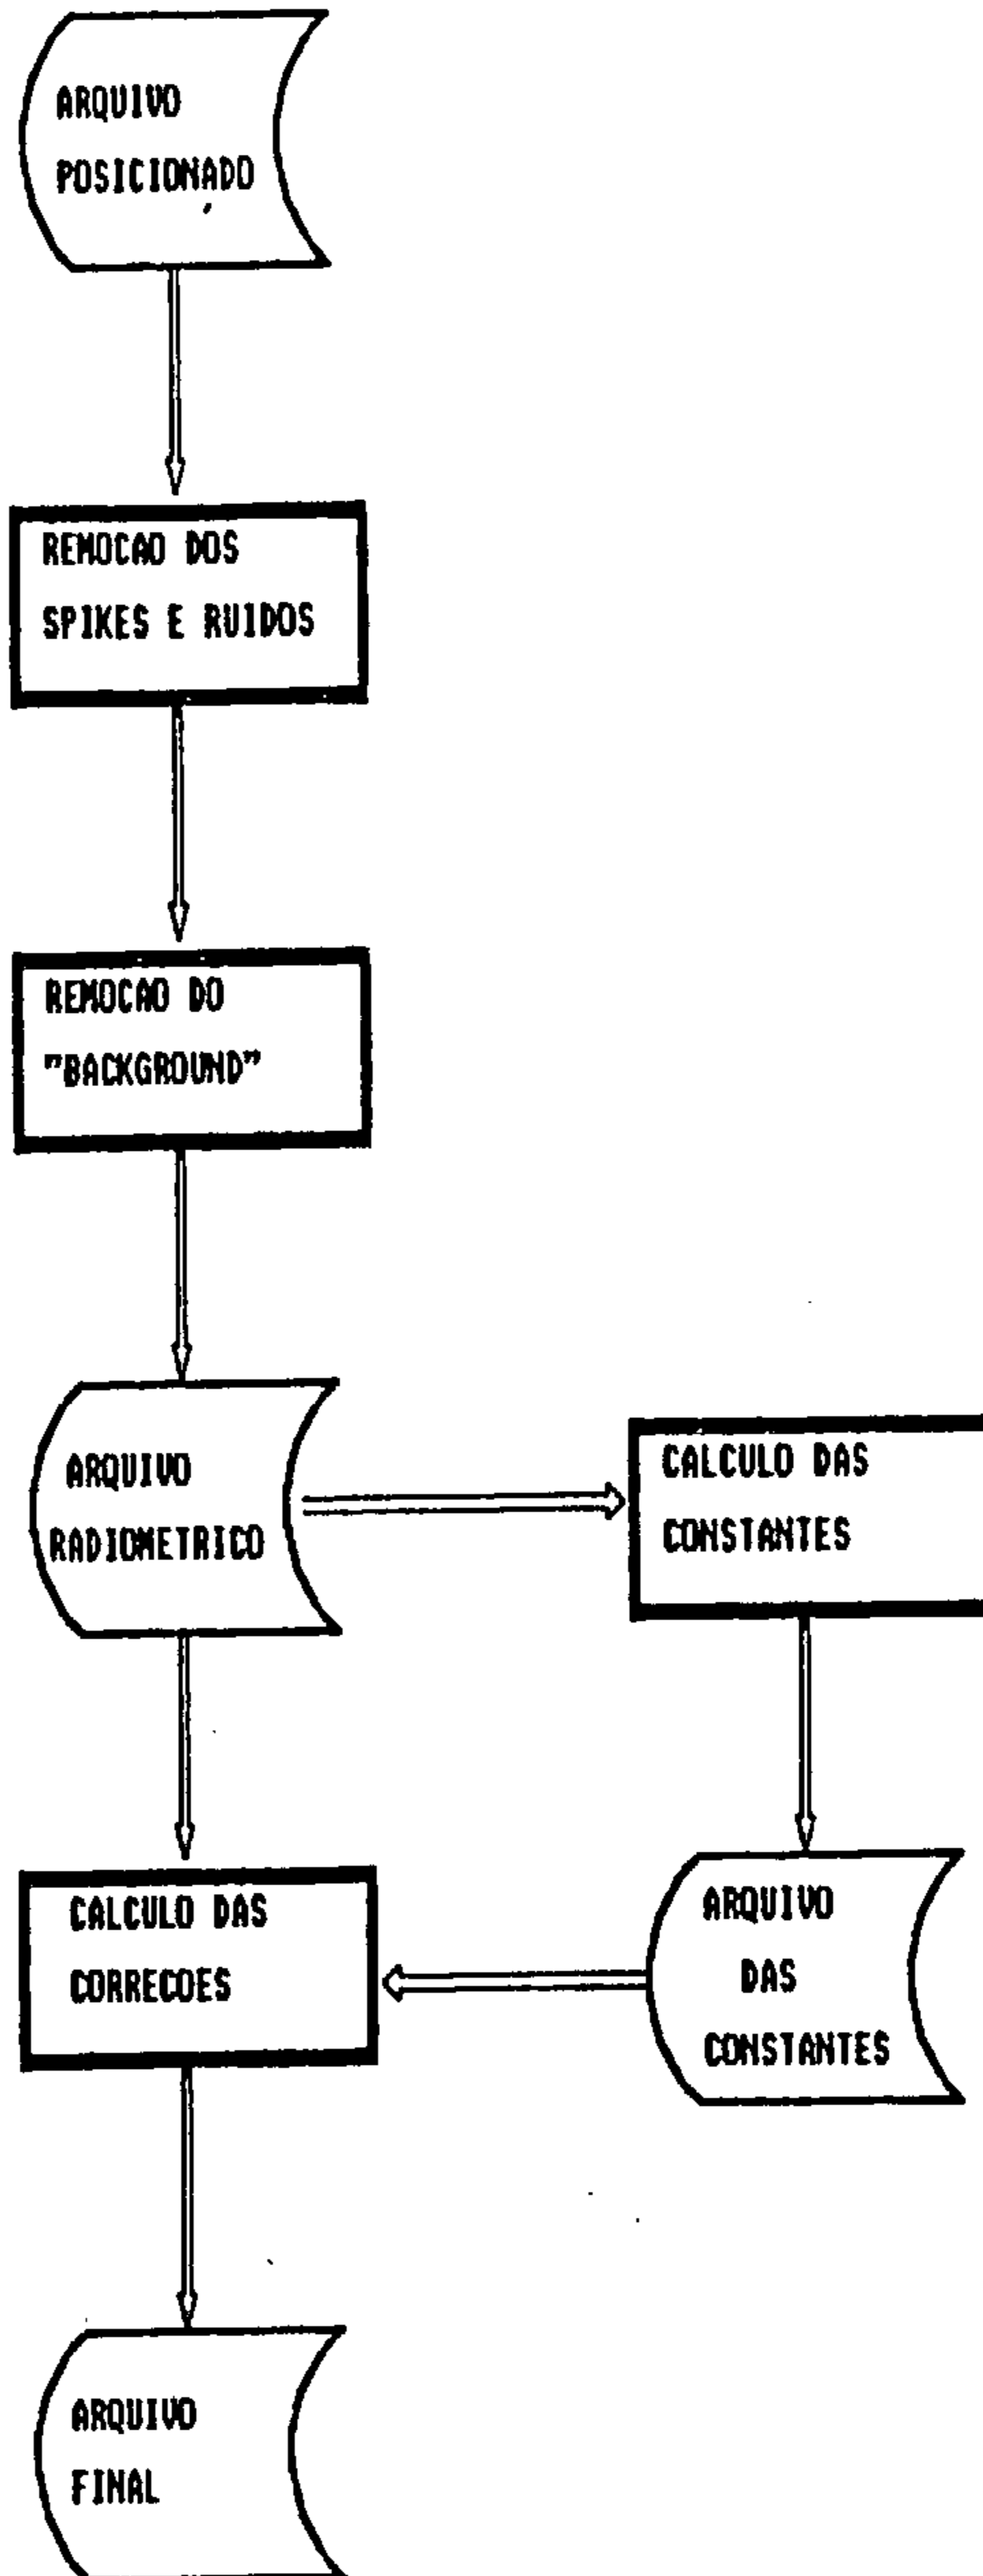 ARQUIVO
POSICIONADO
REMOCAO DOS
SPIKES E RUIDOS
REMOCAO DO
"BACKGROUND"
ARQUIVO
RADIOMETRICO
CALCULO DAS
CONSTANTES
CALCULO DAS
CORRECOES
ARQUIVO
DAS
CONSTANTES
ARQUIVO
FINAL